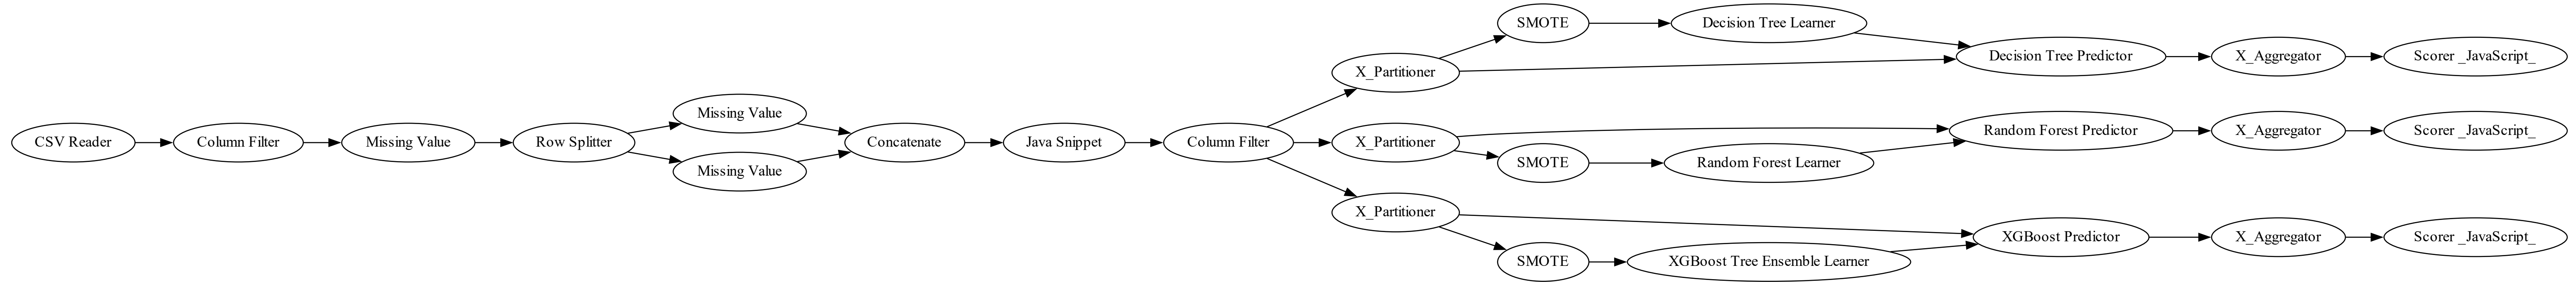 CSV Reader
Column Filter
Missing Value
Row Splitter
Missing Value
Missing Value
Concatenate
Java Snippet
Column Filter
X_Partitioner
SMOTE
Decision Tree Learner
Decision Tree Predictor
X_Aggregator
Scorer _JavaScript_
X_Partitioner
SMOTE
Random Forest Learner
Random Forest Predictor
X_Aggregator
Scorer _JavaScript_
X_Partitioner
SMOTE
XGBoost Tree Ensemble Learner
XGBoost Predictor
X_Aggregator
Scorer _JavaScript_